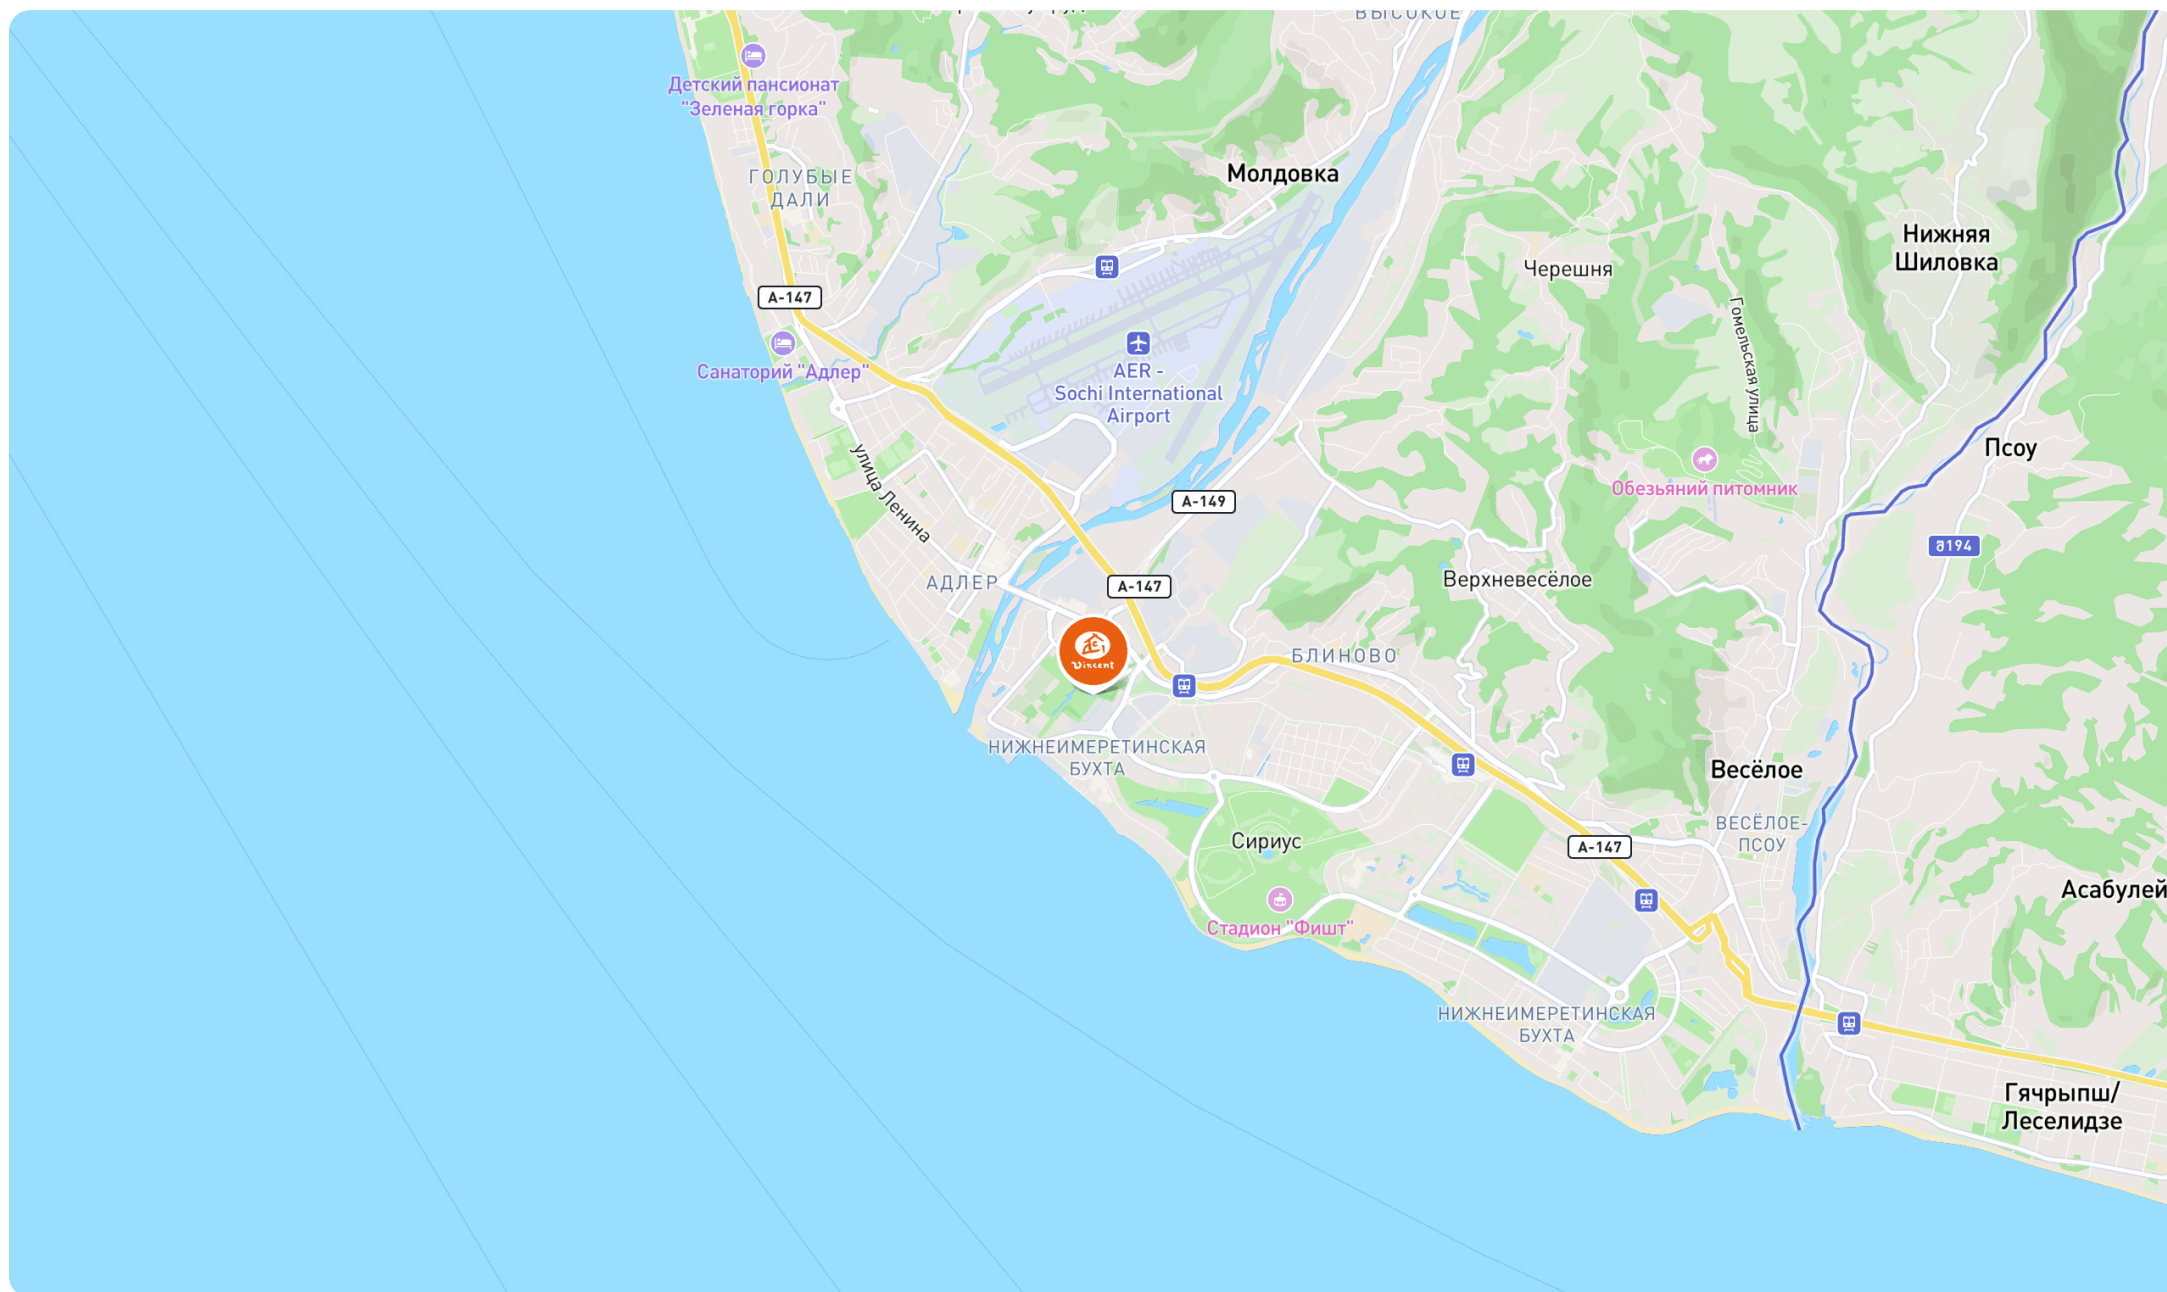 ВЫСОКОЕ
Детский пансионат
"Зеленая горка"
ГОЛУБЫЕ
ДАЛИ
Молдовка
Нижняя
Шиловка
Черешня
А-147
Гомельская улица
Санаторий "Адлер"
AER -
Sochi International
Airport
улица Ленина
Псоу
Обезьяний питомник
А-149
მ194
АДЛЕР
А-147
Верхневесёлое
Vincent
БЛИНОВО
НИЖНЕИМЕРЕТИНСКАЯ
БУХТА
Весёлое
ВЕСЁЛОЕ-
ПСОУ
Сириус
А-147
Асабулей
Стадион "Фишт"
НИЖНЕИМЕРЕТИНСКАЯ
БУХТА
Гячрыпш/
Леселидзе